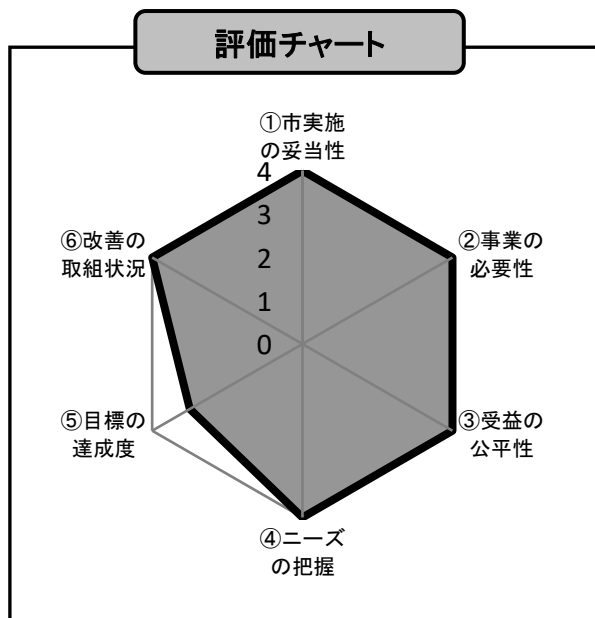 評価チャート
①市実施
の妥当性
4
3
2
1
0
②事業の
必要性
③受益の
公平性
④ニーズ
の把握
⑤目標の
達成度
⑥改善の
取組状況